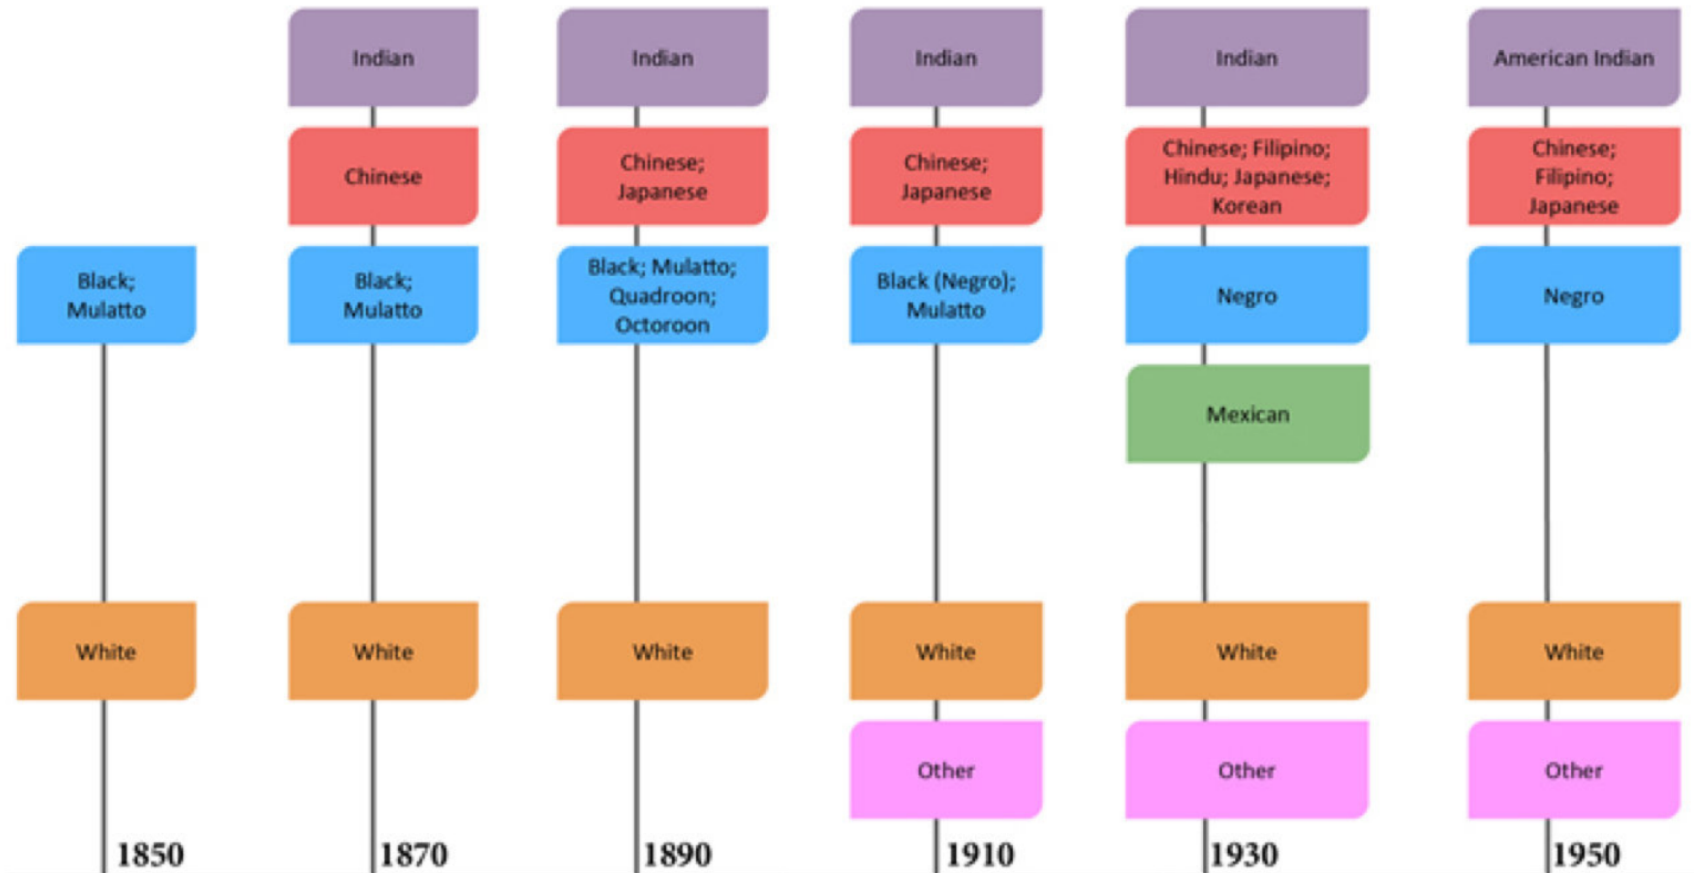 Black;
Mulatto
White
1850
Indian
Chinese
Black;
Mulatto
White
1870
Indian
Chinese;
Japanese
Black; Mulatto;
Quadroon;
Octoroon
White
1890
Indian
Chinese;
Japanese
Black (Negro);
Mulatto
White
Other
1910
Indian
Chinese; Filipino;
Hindu; Japanese;
Korean
Negro
Mexican
White
Other
1930
American Indian
Chinese;
Filipino;
Japanese
Negro
White
Other
1950